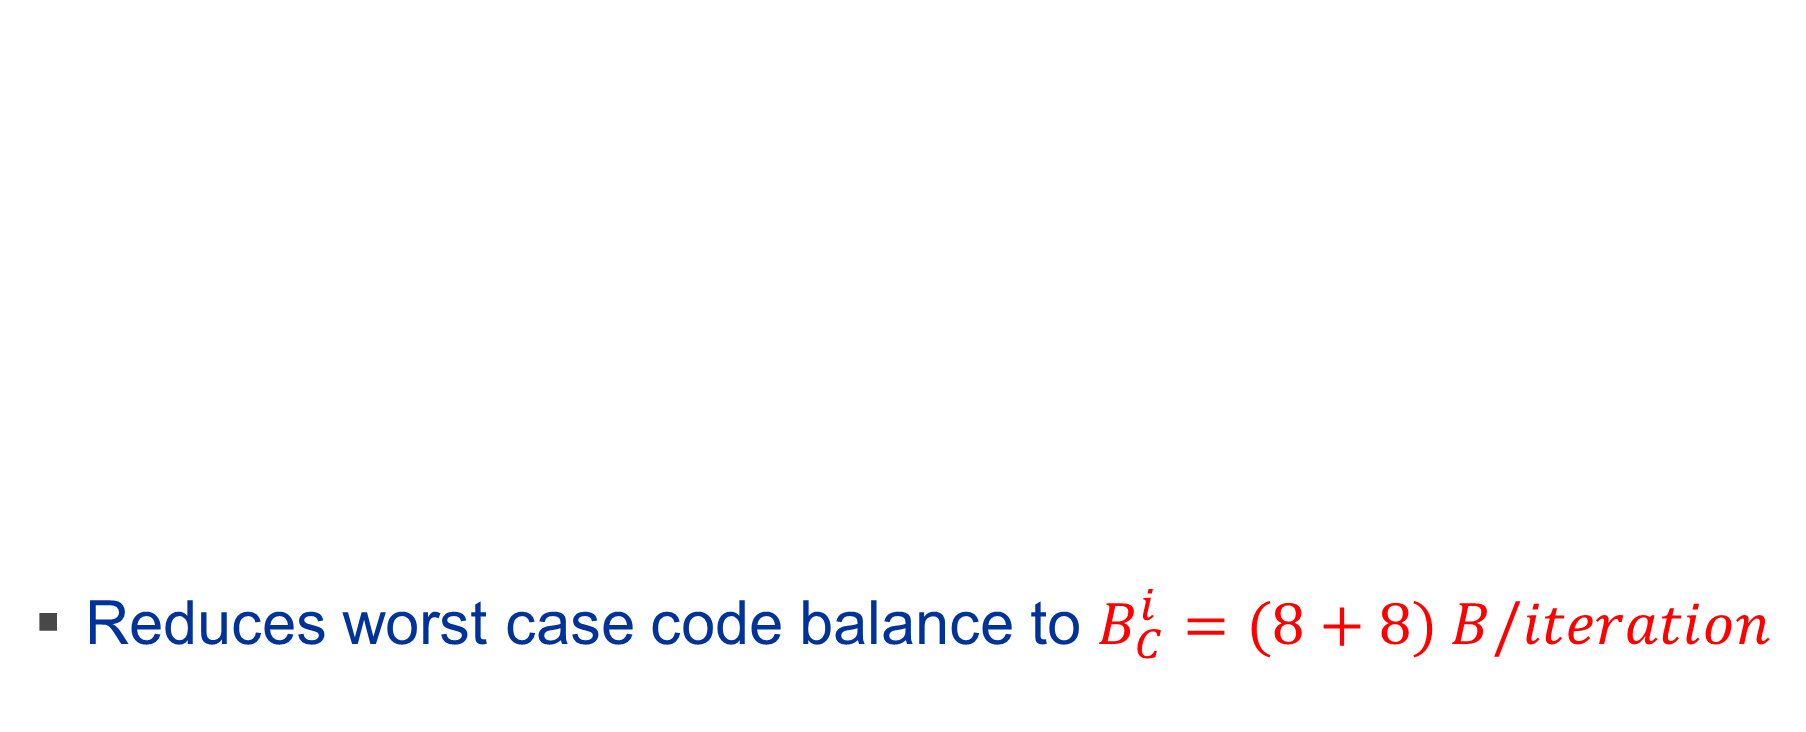 ▪ Reduces worst case code balance to $B_C^i = (8 + 8)\ B/iteration$